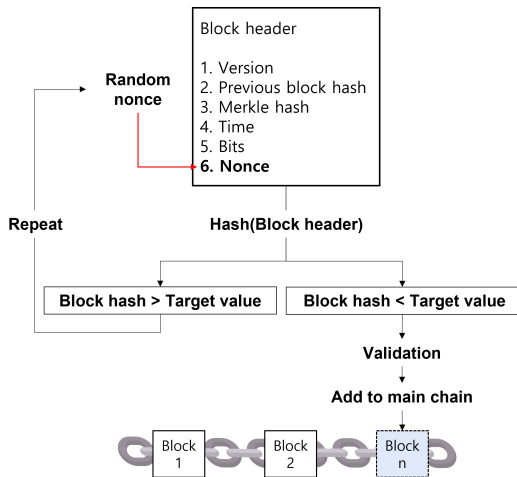 Block header
1. Version
2. Previous block hash
3. Merkle hash
4. Time
5. Bits
6. Nonce
Random
nonce
Repeat
Hash(Block header)
Block hash > Target value
Block hash < Target value
Validation
Add to main chain
Block
1
Block
2
Block
n